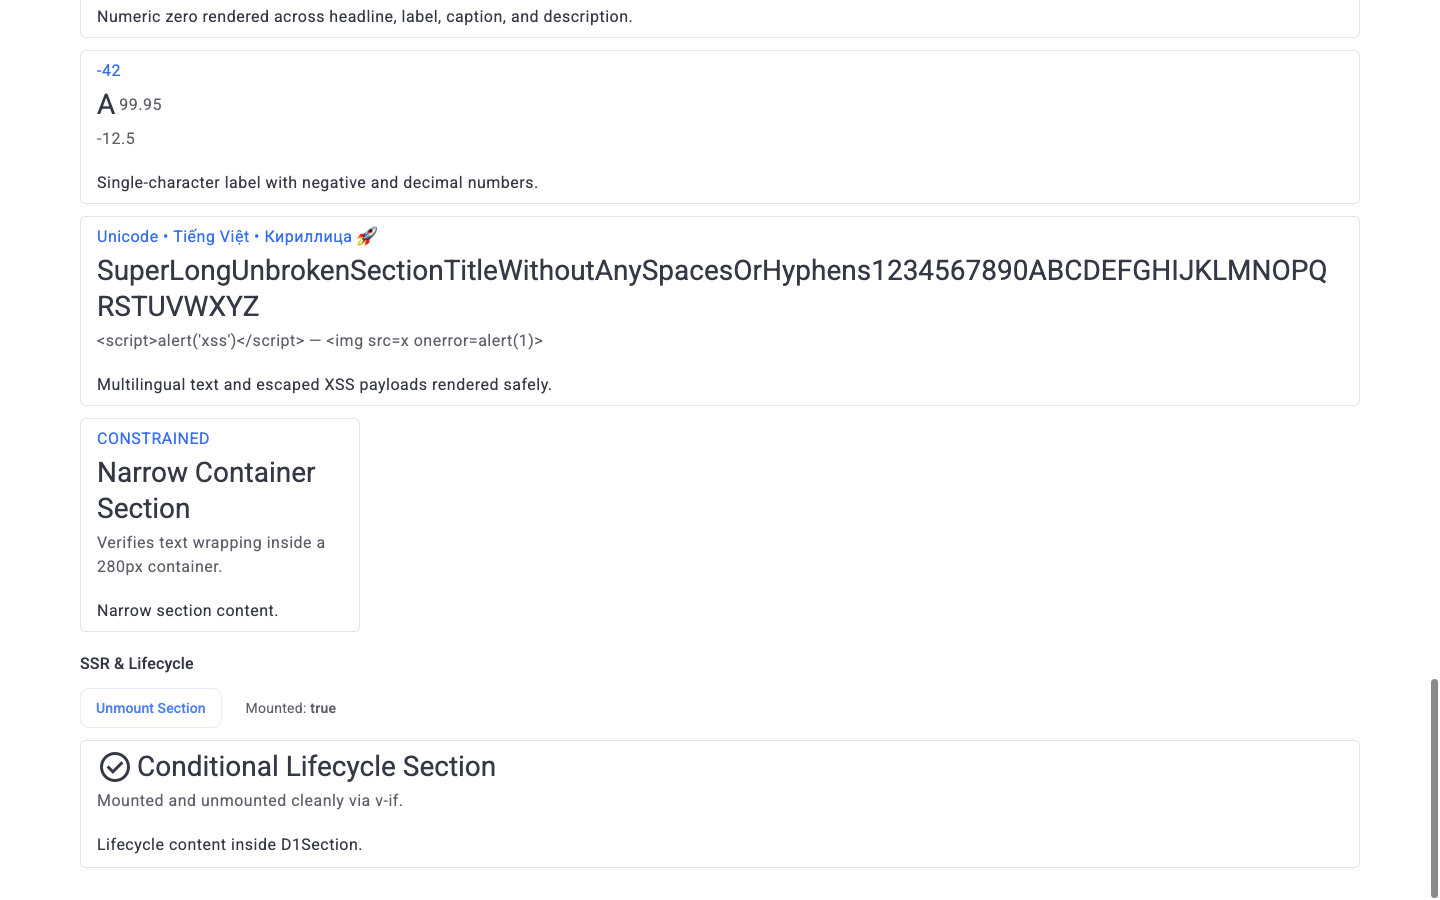 Numeric zero rendered across headline, label, caption, and description.
-42
A 99.95
-12.5
Single-character label with negative and decimal numbers.
Unicode • Tiếng Việt • Кириллица 🚀
SuperLongUnbrokenSectionTitleWithoutAnySpacesOrHyphens1234567890ABCDEFGHIJKLMNOPQ
RSTUVWXYZ
<script>alert('xss')</script> — <img src=x onerror=alert(1)>
Multilingual text and escaped XSS payloads rendered safely.
CONSTRAINED
Narrow Container
Section
Verifies text wrapping inside a
280px container.
Narrow section content.
SSR & Lifecycle
Unmount Section Mounted: true
Conditional Lifecycle Section
Mounted and unmounted cleanly via v-if.
Lifecycle content inside D1Section.